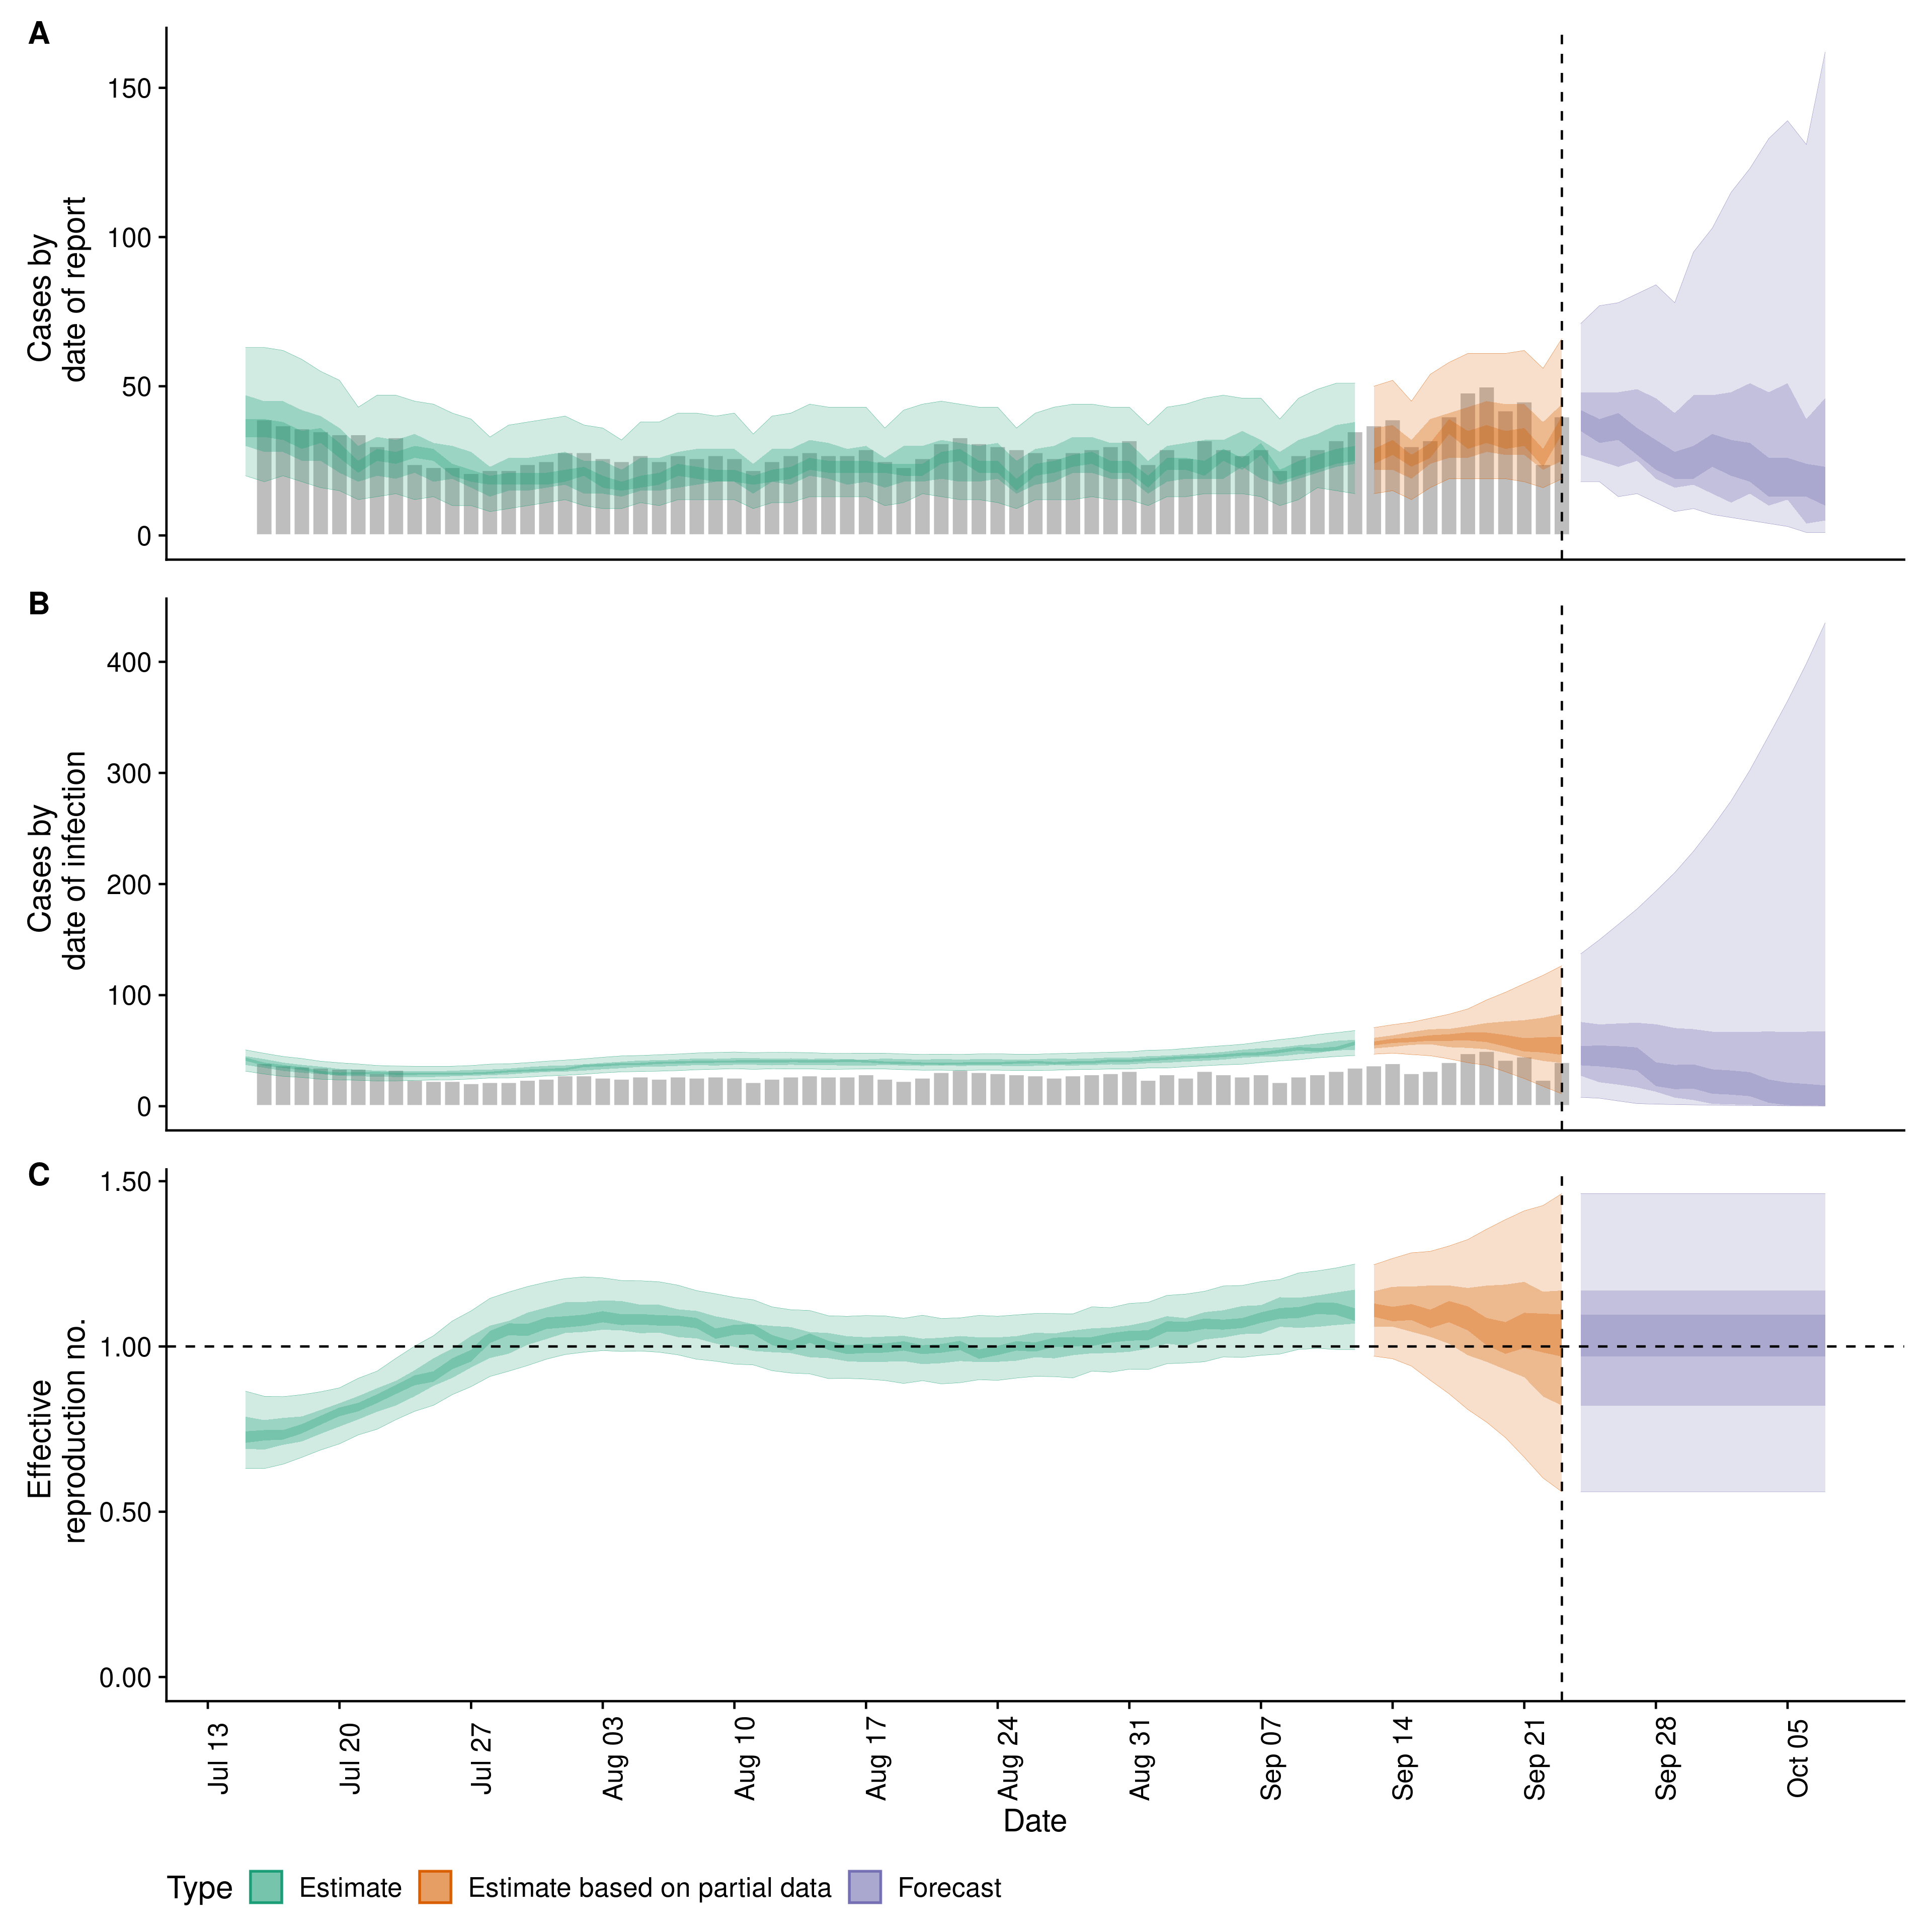 A
150
100
50
0
Cases by
date of report
B
400
300
200
100
0
Cases by
date of infection
C
1.50
1.00
0.50
0.00
Effective
reproduction no.
Jul 13
Jul 20
Jul 27
Aug 03
Aug 10
Aug 17
Aug 24
Aug 31
Sep 07
Sep 14
Sep 21
Sep 28
Oct 05
Date
Type Estimate Estimate based on partial data Forecast